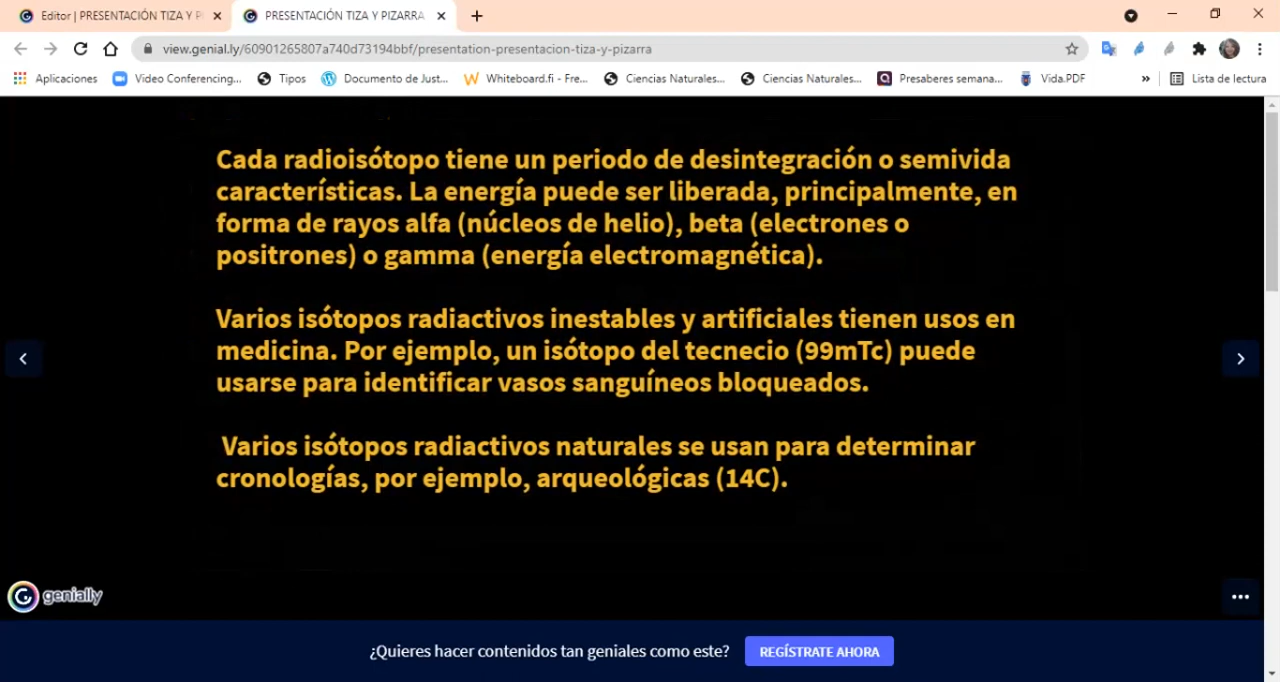 Editor | PRESENTACIÓN TIZA Y P
PRESENTACIÓN TIZA Y PIZARRA
view.genial.ly/60901265807a740d73194bbf/presentation-presentacion-tiza-y-pizarra
Aplicaciones
Video Conferencing...
Tipos
Documento de Just...
Whiteboard.fi - Fre...
Ciencias Naturales...
Ciencias Naturales...
Presaberes semana...
Vida.PDF
»
Lista de lectura
Cada radioisótopo tiene un periodo de desintegración o semivida
características. La energía puede ser liberada, principalmente, en
forma de rayos alfa (núcleos de helio), beta (electrones o
positrones) o gamma (energía electromagnética).
Varios isótopos radiactivos inestables y artificiales tienen usos en
medicina. Por ejemplo, un isótopo del tecnecio (99mTc) puede
usarse para identificar vasos sanguíneos bloqueados.
Varios isótopos radiactivos naturales se usan para determinar
cronologías, por ejemplo, arqueológicas (14C).
genially
¿Quieres hacer contenidos tan geniales como este?
REGÍSTRATE AHORA